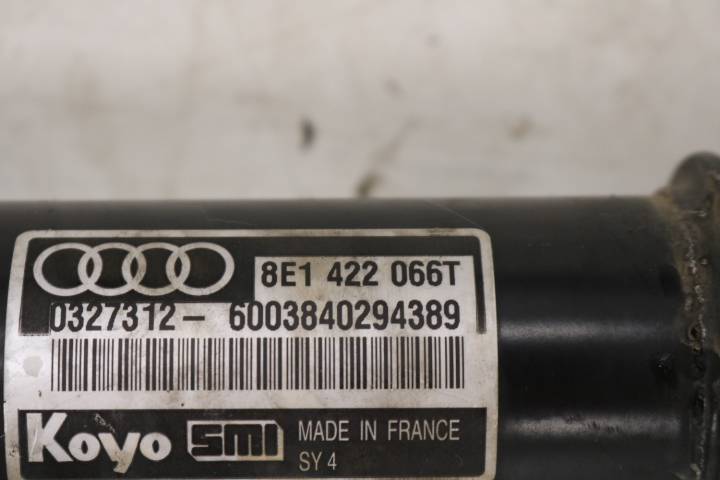 8E1 422 066T
0327312- 6003840294389
Koyo SMI MADE IN FRANCE
SY 4